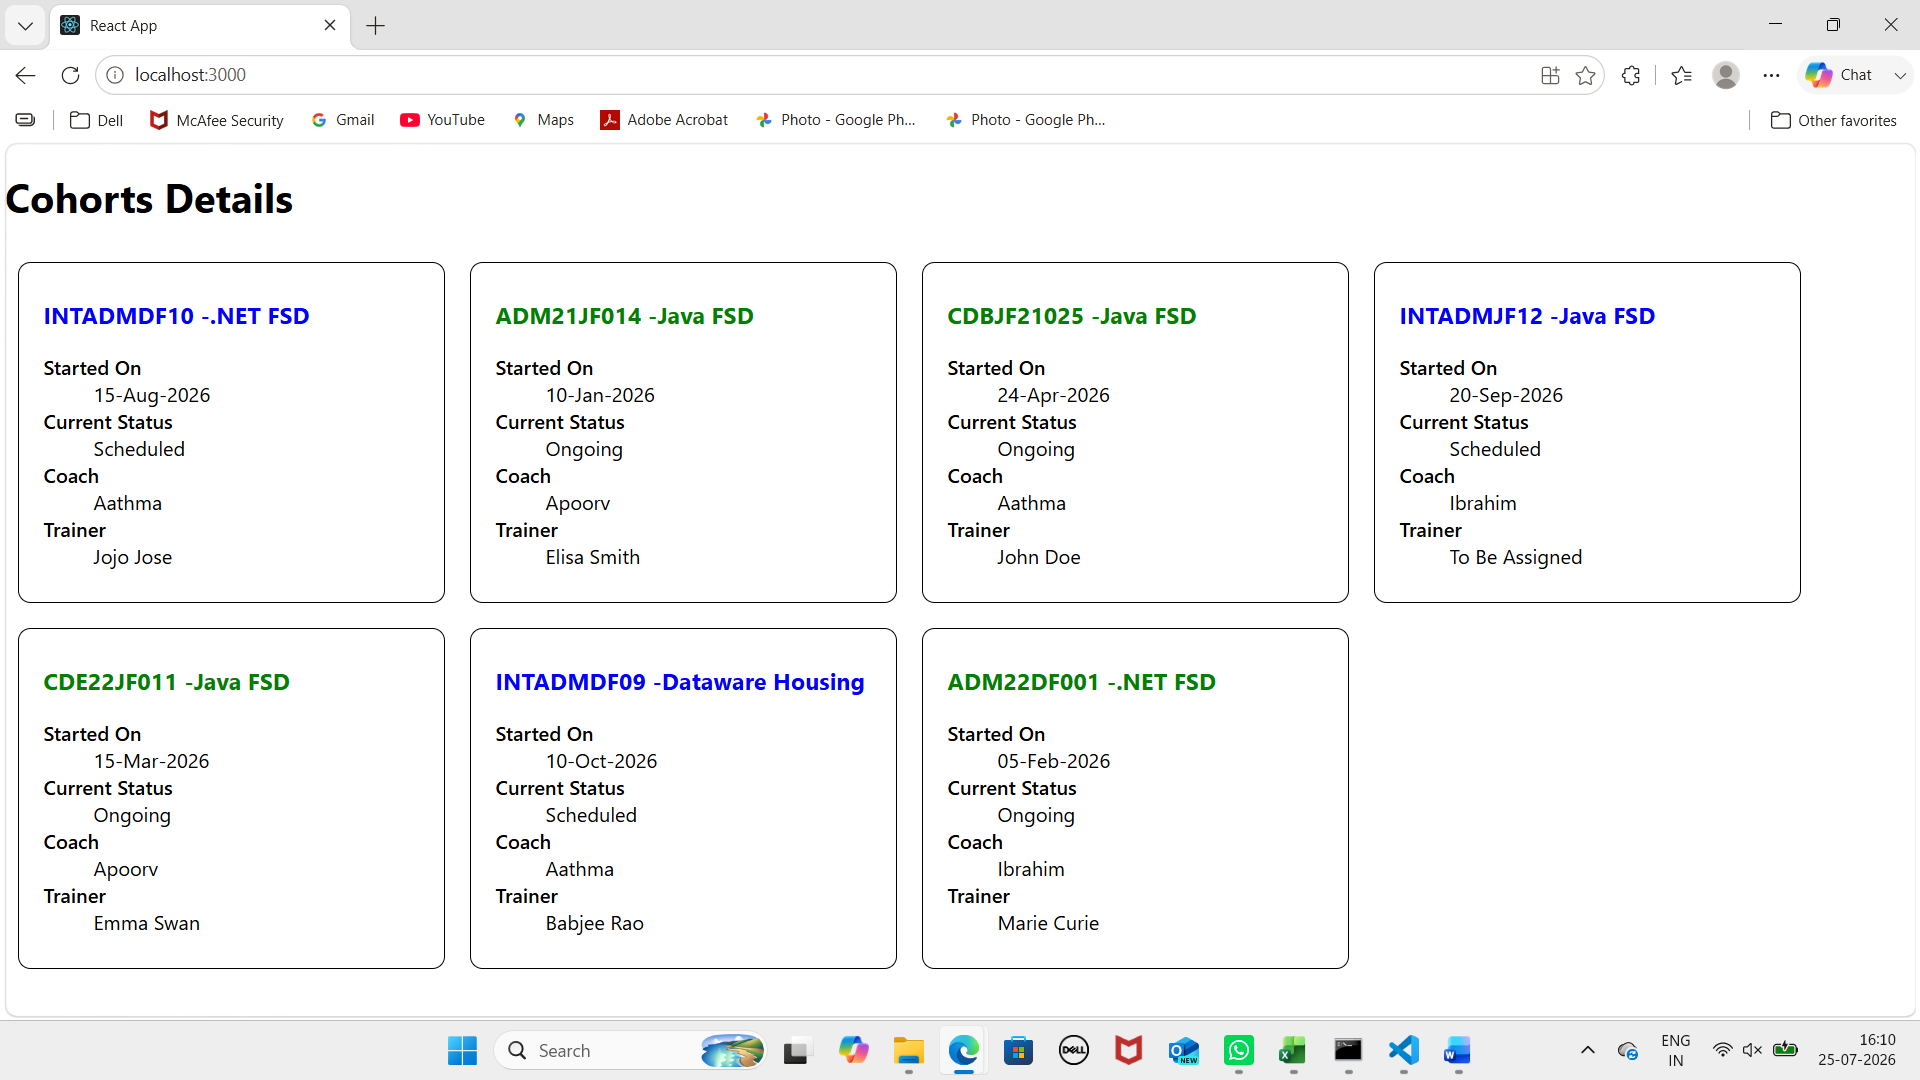 React App
localhost:3000
Chat
Dell
McAfee Security
Gmail
YouTube
Maps
Adobe Acrobat
Photo - Google Ph...
Photo - Google Ph...
Other favorites
Cohorts Details
INTADMDF10 -.NET FSD
Started On
15-Aug-2026
Current Status
Scheduled
Coach
Aathma
Trainer
Jojo Jose
ADM21JF014 -Java FSD
Started On
10-Jan-2026
Current Status
Ongoing
Coach
Apoorv
Trainer
Elisa Smith
CDBJF21025 -Java FSD
Started On
24-Apr-2026
Current Status
Ongoing
Coach
Aathma
Trainer
John Doe
INTADMJF12 -Java FSD
Started On
20-Sep-2026
Current Status
Scheduled
Coach
Ibrahim
Trainer
To Be Assigned
CDE22JF011 -Java FSD
Started On
15-Mar-2026
Current Status
Ongoing
Coach
Apoorv
Trainer
Emma Swan
INTADMDF09 -Dataware Housing
Started On
10-Oct-2026
Current Status
Scheduled
Coach
Aathma
Trainer
Babjee Rao
ADM22DF001 -.NET FSD
Started On
05-Feb-2026
Current Status
Ongoing
Coach
Ibrahim
Trainer
Marie Curie
Search
DELL
NEW
ENG
IN
16:10
25-07-2026